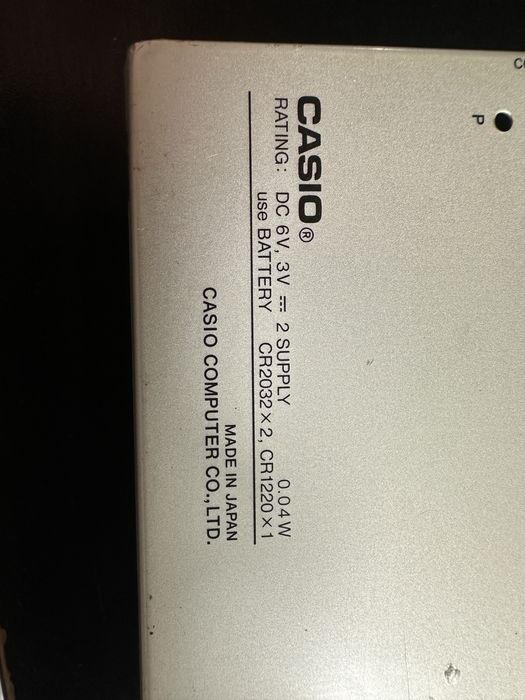 P
CASIO®
RATING: DC 6V, 3V ⎓ 2 SUPPLY 0.04W
use BATTERY CR2032×2, CR1220×1
MADE IN JAPAN
CASIO COMPUTER CO.,LTD.